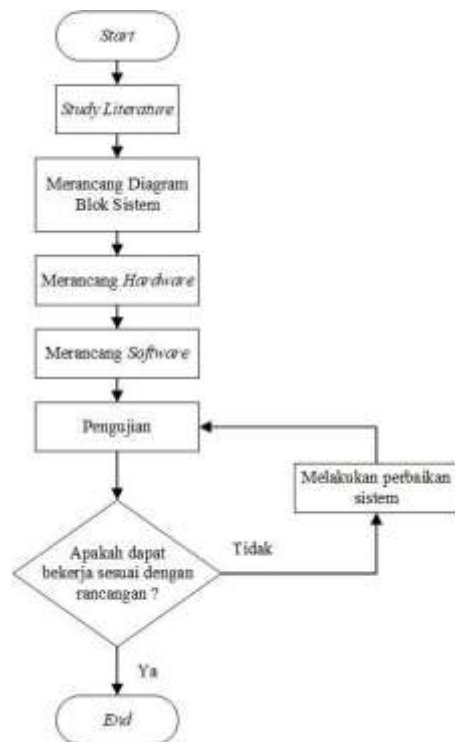 Start
Study Literature
Merancang Diagram
Blok Sistem
Merancang Hardware
Merancang Software
Pengujian
Melakukan perbaikan
sistem
Apakah dapat
bekerja sesuai dengan
rancangan ?
Tidak
Ya
End